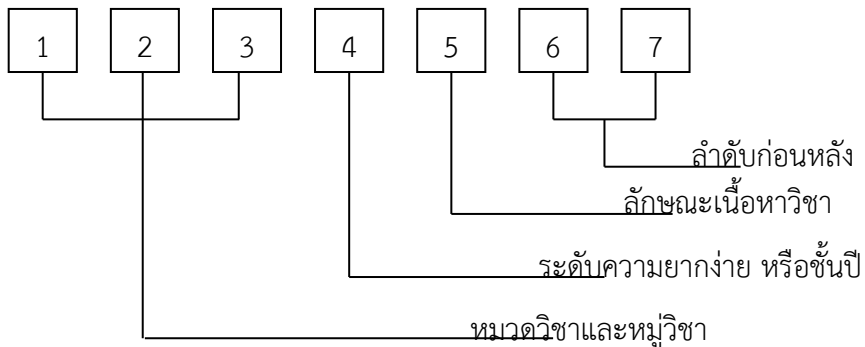 1 2 3 4 5 6 7
ลำดับก่อนหลัง
ลักษณะเนื้อหาวิชา
ระดับความยากง่าย หรือชั้นปี
หมวดวิชาและหมู่วิชา